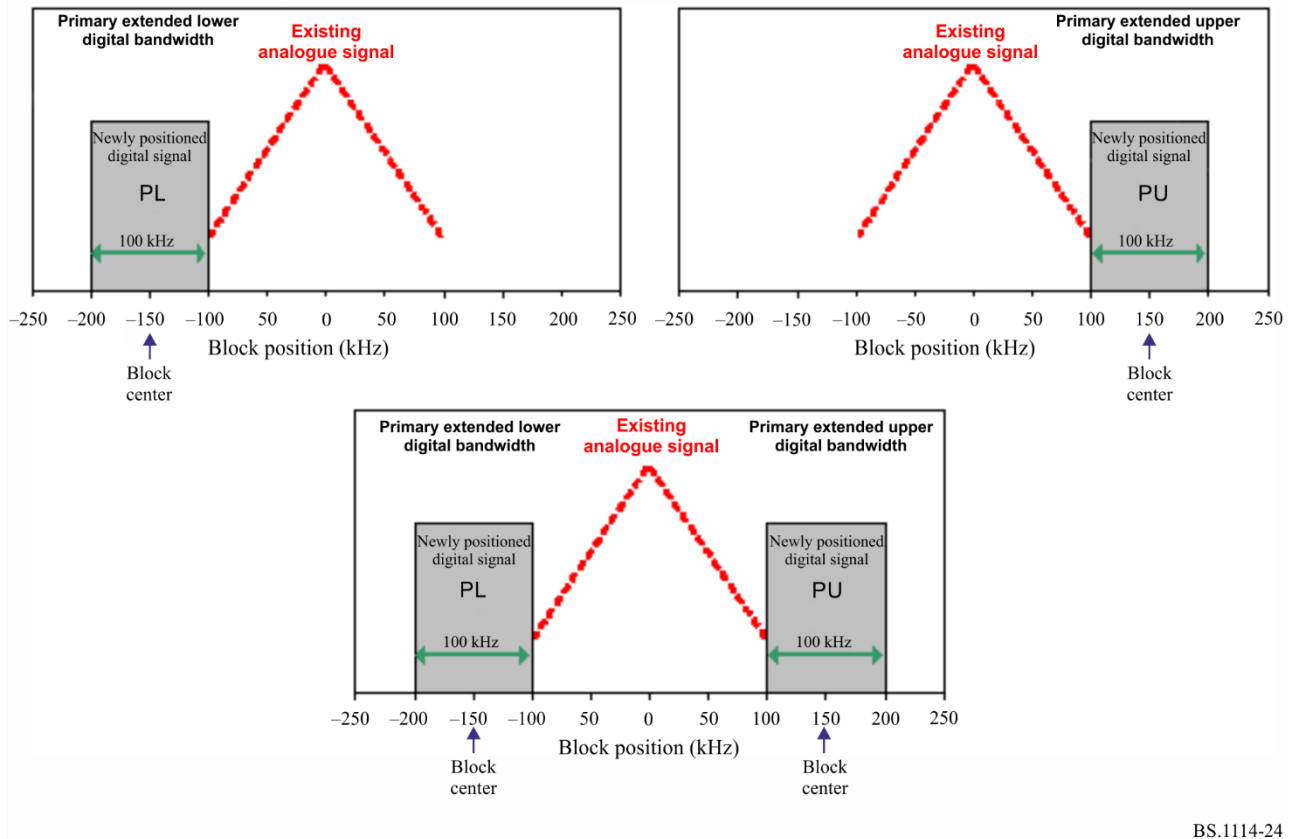 Primary extended lower
digital bandwidth
Existing
analogue signal
Newly positioned
digital signal
PL
100 kHz
–250 –200 –150 –100 50 0 50 100 150 200 250
Block position (kHz)
Block
center
Existing
analogue signal
Primary extended upper
digital bandwidth
Newly positioned
digital signal
PU
100 kHz
–250 –200 –150 –100 50 0 50 100 150 200 250
Block position (kHz)
Block
center
Primary extended lower
digital bandwidth
Existing
analogue signal
Primary extended upper
digital bandwidth
Newly positioned
digital signal
PL
100 kHz
Newly positioned
digital signal
PU
100 kHz
–250 –200 –150 –100 50 0 50 100 150 200 250
Block position (kHz)
Block
center
Block
center
BS.1114-24